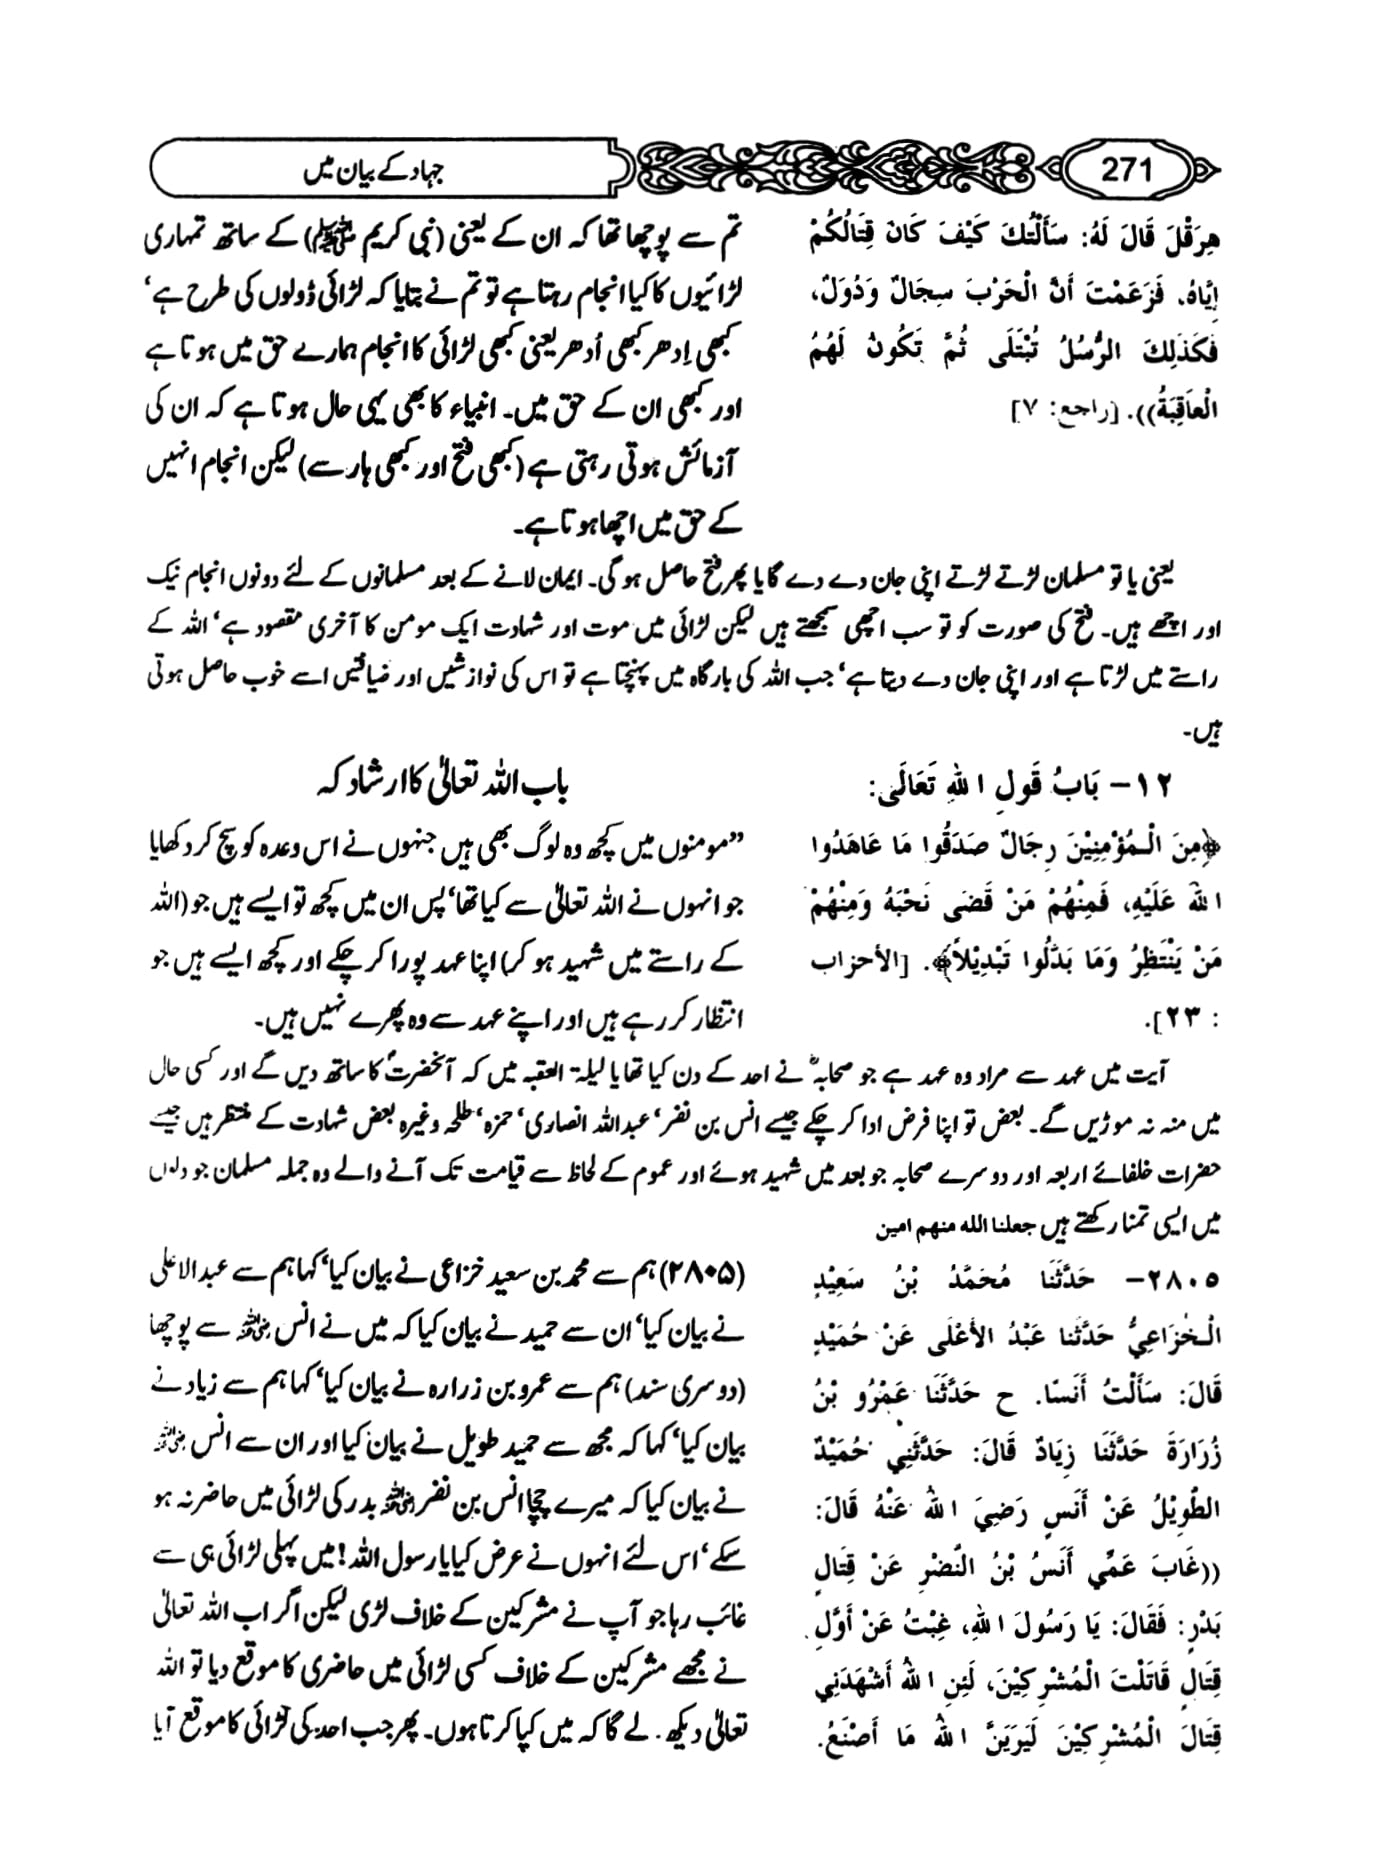 271
جہاد کے بیان میں
هِرَقْلَ قَالَ لَهُ: سَأَلْتُكَ كَيْفَ كَانَ قِتَالُكُمْ
إِيَّاهُ، فَزَعَمْتَ أَنَّ الْحَرْبَ سِجَالٌ وَدُوَلٌ،
فَكَذَلِكَ الرُّسُلُ تُبْتَلَى ثُمَّ تَكُونُ لَهُمُ
الْعَاقِبَةُ)). [راجع: ٧]
تم سے پوچھا تھا کہ ان کے یعنی (نبی کریم ﷺ) کے ساتھ تمہاری
لڑائیوں کا کیا انجام رہتا ہے تو تم نے بتایا کہ لڑائی ڈولوں کی طرح ہے‘
کبھی اِدھر کبھی اُدھر یعنی کبھی لڑائی کا انجام ہمارے حق میں ہوتا ہے
اور کبھی ان کے حق میں۔ انبیاء کا بھی یہی حال ہوتا ہے کہ ان کی
آزمائش ہوتی رہتی ہے (کبھی فتح اور کبھی ہار سے) لیکن انجام انہیں
کے حق میں اچھا ہوتا ہے۔
یعنی یا تو مسلمان لڑتے لڑتے اپنی جان دے دے گا یا پھر فتح حاصل ہو گی۔ ایمان لانے کے بعد مسلمانوں کے لئے دونوں انجام نیک
اور اچھے ہیں۔ فتح کی صورت کو تو سب اچھی سمجھتے ہیں لیکن لڑائی میں موت اور شہادت ایک مومن کا آخری مقصود ہے‘ اللہ کے
راستے میں لڑتا ہے اور اپنی جان دے دیتا ہے‘ جب اللہ کی بارگاہ میں پہنچتا ہے تو اس کی نوازشیں اور ضیافتیں اسے خوب حاصل ہوتی
ہیں۔
١٢- بَابُ قَولِ اللهِ تَعَالَى:
﴿مِنَ الْمُؤْمِنِيْنَ رِجَالٌ صَدَقُوا مَا عَاهَدُوا
اللهَ عَلَيْهِ، فَمِنْهُمْ مَنْ قَضَى نَحْبَهُ وَمِنْهُمْ
مَنْ يَنْتَظِرُ وَمَا بَدَّلُوا تَبْدِيْلاً﴾. [الأحزاب
: ٢٣].
باب اللہ تعالیٰ کا ارشاد کہ
”مومنوں میں کچھ وہ لوگ بھی ہیں جنہوں نے اس وعدہ کو سچ کر دکھایا
جو انہوں نے اللہ تعالیٰ سے کیا تھا‘ پس ان میں کچھ تو ایسے ہیں جو (اللہ
کے راستے میں شہید ہو کر) اپنا عہد پورا کر چکے اور کچھ ایسے ہیں جو
انتظار کر رہے ہیں اور اپنے عہد سے وہ پھرے نہیں ہیں۔
آیت میں عہد سے مراد وہ عہد ہے جو صحابہؓ نے احد کے دن کیا تھا یا لیلۃ العقبہ میں کہ آنحضرتؐ کا ساتھ دیں گے اور کسی حال
میں منہ نہ موڑیں گے۔ بعض تو اپنا فرض ادا کر چکے جیسے انس بن نضر‘ عبداللہ انصاری‘ حمزہ‘ طلحہ وغیرہ بعض شہادت کے منتظر ہیں جیسے
حضرات خلفائے اربعہ اور دوسرے صحابہ جو بعد میں شہید ہوئے اور عموم کے لحاظ سے قیامت تک آنے والے وہ جملہ مسلمان جو دلوں
میں ایسی تمنا رکھتے ہیں جعلنا اللہ منہم امین
٢٨٠٥- حَدَّثَنَا مُحَمَّدُ بْنُ سَعِيْدٍ
الْخُزَاعِيُّ حَدَّثَنَا عَبْدُ الأَعْلَى عَنْ حُمَيْدٍ
قَالَ: سَأَلْتُ أَنَسًا. ح حَدَّثَنَا عَمْرُو بْنُ
زُرَارَةَ حَدَّثَنَا زِيَادٌ قَالَ: حَدَّثَنِي حُمَيْدٌ
الطَّوِيْلُ عَنْ أَنَسٍ رَضِيَ اللهُ عَنْهُ قَالَ:
((غَابَ عَمِّي أَنَسُ بْنُ النَّضْرِ عَنْ قِتَالِ
بَدْرٍ: فَقَالَ: يَا رَسُولَ اللهِ، غِبْتُ عَنْ أَوَّلِ
قِتَالٍ قَاتَلْتَ الْمُشْرِكِيْنَ، لَئِنِ اللهُ أَشْهَدَنِي
قِتَالَ الْمُشْرِكِيْنَ لَيَرَيَنَّ اللهُ مَا أَصْنَعُ.
(۲۸۰۵) ہم سے محمد بن سعید خزاعی نے بیان کیا‘ کہا ہم سے عبدالاعلی
نے بیان کیا‘ ان سے حمید نے بیان کیا کہ میں نے انس رضی اللہ عنہ سے پوچھا
(دوسری سند) ہم سے عمرو بن زرارہ نے بیان کیا‘ کہا ہم سے زیاد نے
بیان کیا‘ کہا کہ مجھ سے حمید طویل نے بیان کیا اور ان سے انس رضی اللہ عنہ
نے بیان کیا کہ میرے چچا انس بن نضر رضی اللہ عنہ بدر کی لڑائی میں حاضر نہ ہو
سکے‘ اس لئے انہوں نے عرض کیا یا رسول اللہ! میں پہلی لڑائی ہی سے
غائب رہا جو آپ نے مشرکین کے خلاف لڑی لیکن اگر اب اللہ تعالیٰ
نے مجھے مشرکین کے خلاف کسی لڑائی میں حاضری کا موقع دیا تو اللہ
تعالیٰ دیکھ لے گا کہ میں کیا کرتا ہوں۔ پھر جب احد کی لڑائی کا موقع آیا